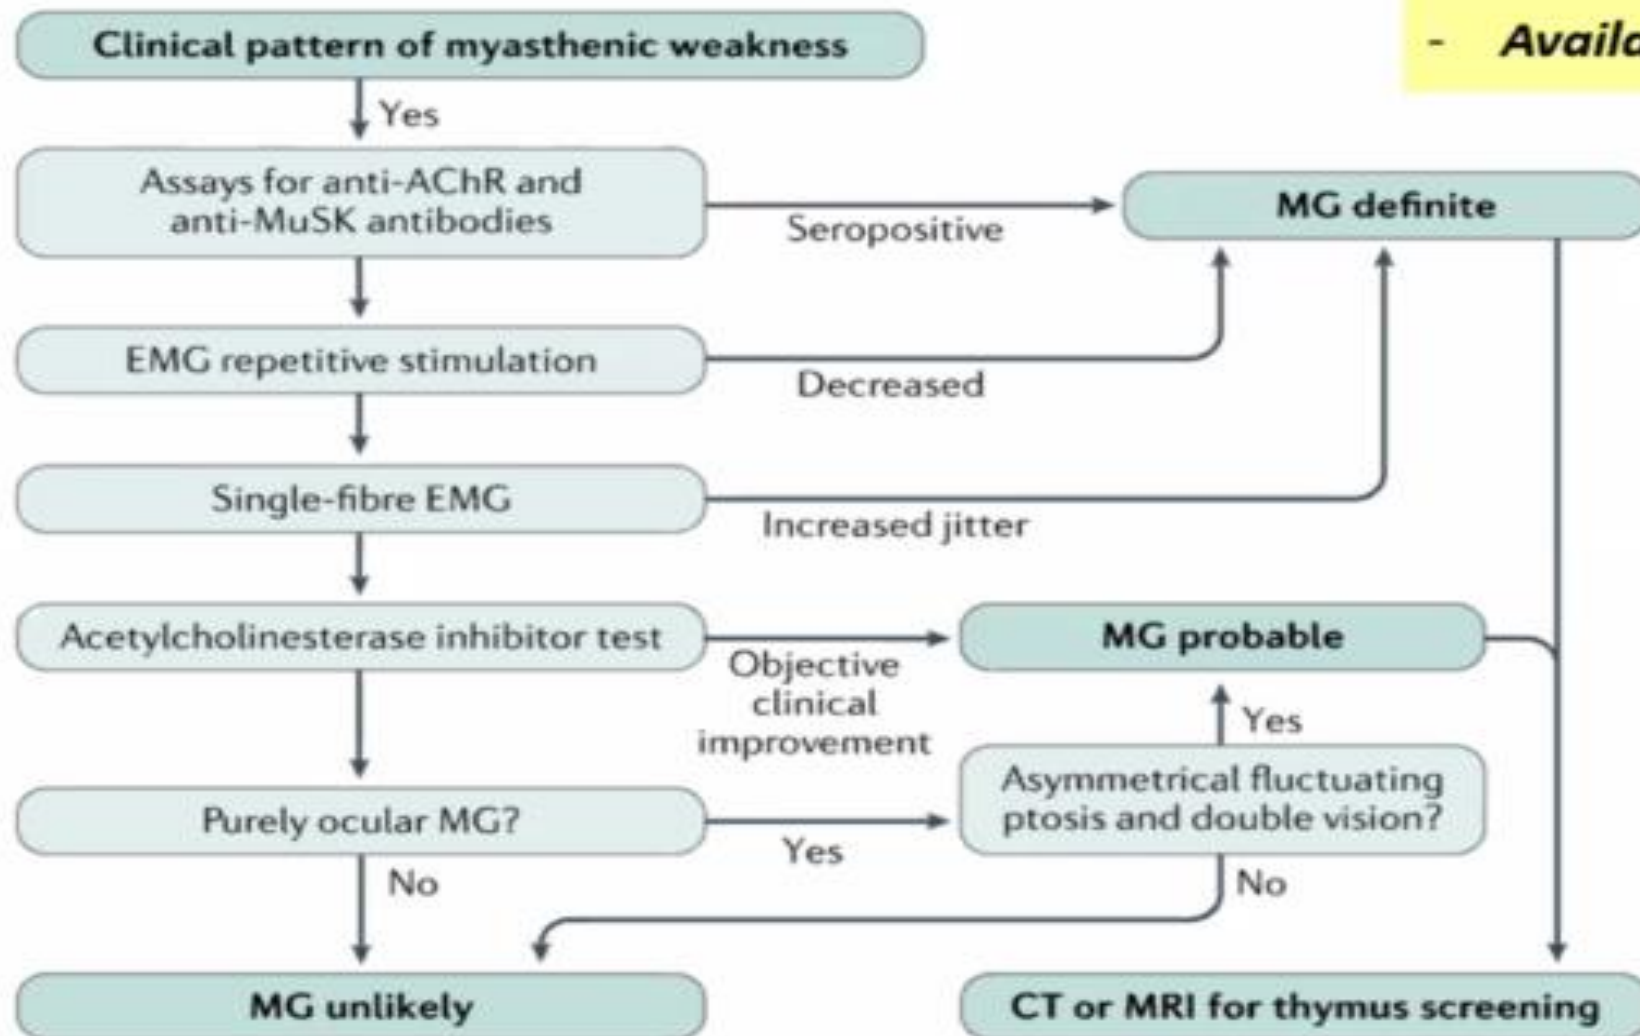 Clinical pattern of myasthenic weakness
-
Yes
Assays for anti-AChR and
anti-MuSK antibodies
Seropositive
MG definite
EMG repetitive stimulation
Decreased
Single-fibre EMG
Increased jitter
Acetylcholinesterase inhibitor test
Objective
clinical
improvement
MG probable
Yes
Asymmetrical fluctuating
ptosis and double vision?
Purely ocular MG?
Yes
No
No
MG unlikely
CT or MRI for thymus screening